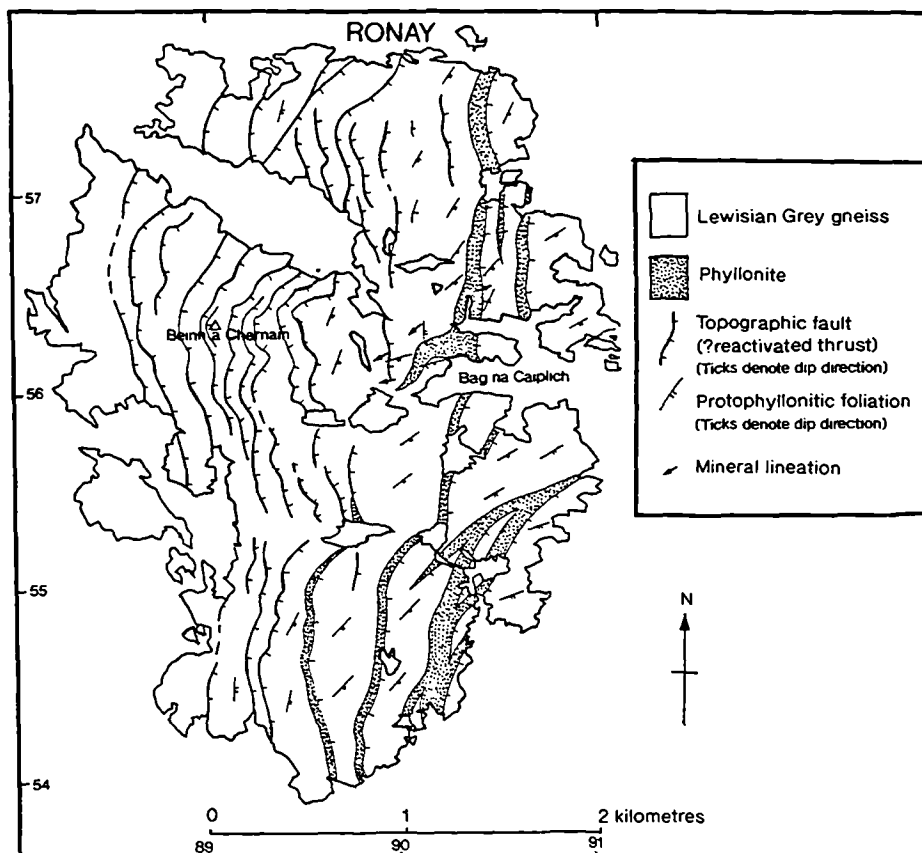 RONAY
57
56
55
54
Beinn a Charnain
Bag na Caiplich
Lewisian Grey gneiss
Phyllonite
Topographic fault
(?reactivated thrust)
(Ticks denote dip direction)
Protophyllonitic foliation
(Ticks denote dip direction)
Mineral lineation
N
0 1 2 kilometres
89 90 91